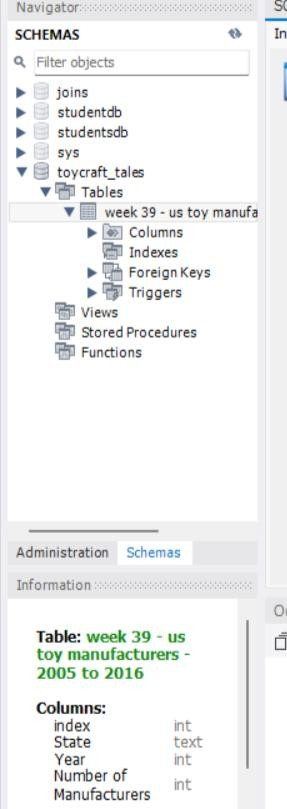 Navigator
SCHEMAS
Filter objects
joins
studentdb
studentsdb
sys
toycraft_tales
Tables
week 39 - us toy manufa
Columns
Indexes
Foreign Keys
Triggers
Views
Stored Procedures
Functions
Administration Schemas
Information
Table: week 39 - us
toy manufacturers -
2005 to 2016
Columns:
index int
State text
Year int
Number of
Manufacturers int